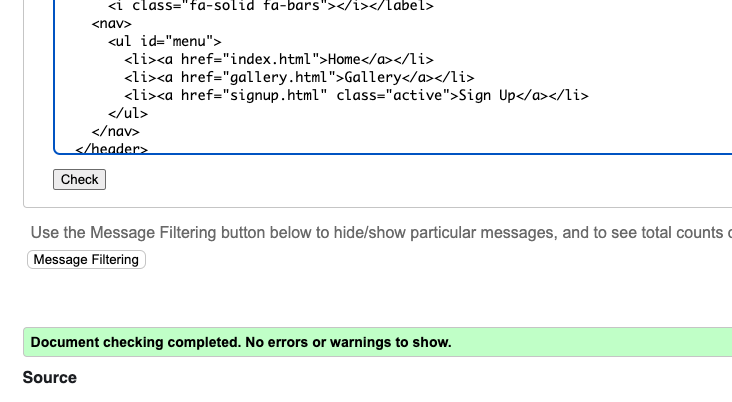 <i class="fa-solid fa-bars"></i></label>
<nav>
<ul id="menu">
<li><a href="index.html">Home</a></li>
<li><a href="gallery.html">Gallery</a></li>
<li><a href="signup.html" class="active">Sign Up</a></li>
</ul>
</nav>
</header>
Check
Use the Message Filtering button below to hide/show particular messages, and to see total counts
Message Filtering
Document checking completed. No errors or warnings to show.
Source